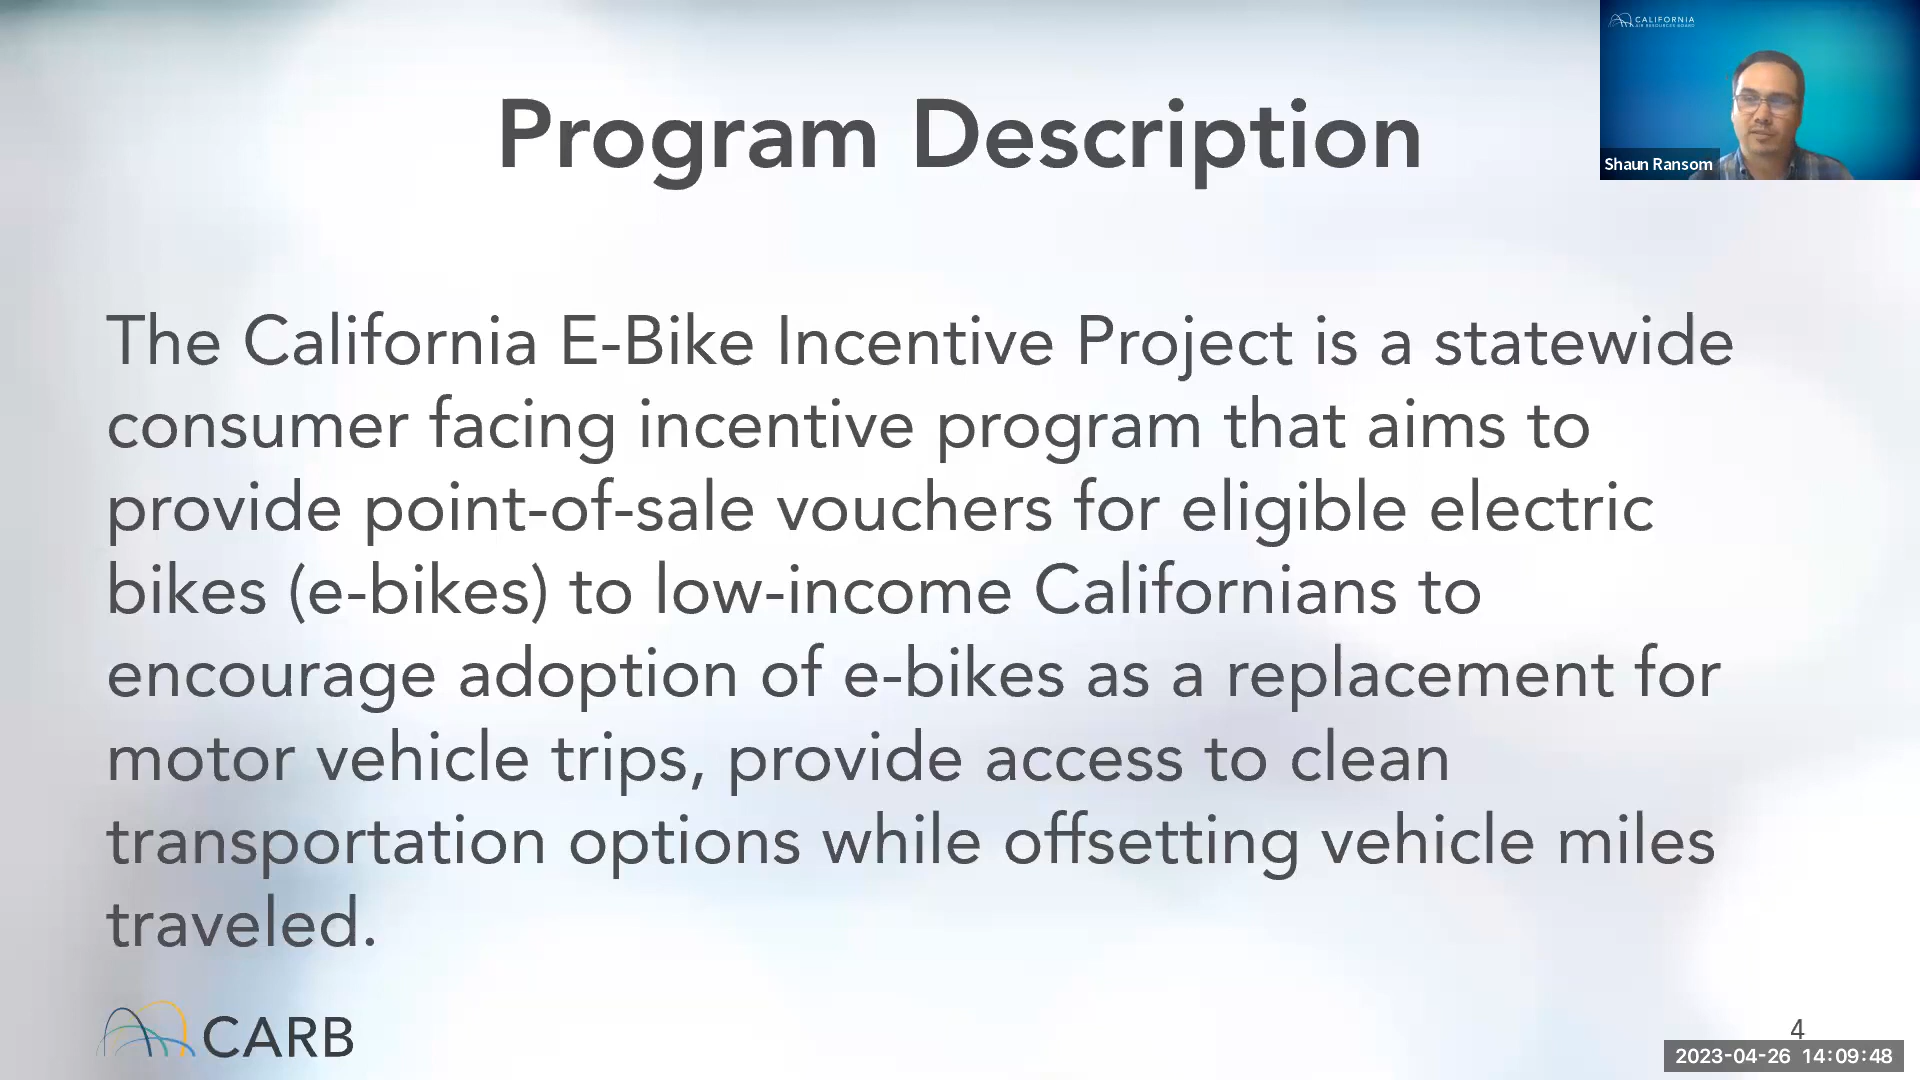 CALIFORNIA
AIR RESOURCES BOARD
Shaun Ransom
Program Description
The California E-Bike Incentive Project is a statewide
consumer facing incentive program that aims to
provide point-of-sale vouchers for eligible electric
bikes (e-bikes) to low-income Californians to
encourage adoption of e-bikes as a replacement for
motor vehicle trips, provide access to clean
transportation options while offsetting vehicle miles
traveled.
CARB
4
2023-04-26 14:09:48